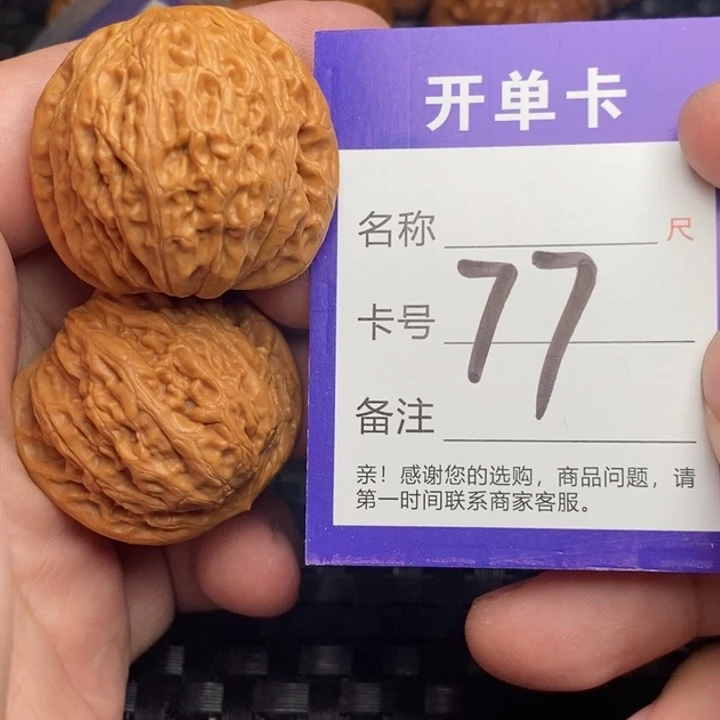 开单卡
名称 尺
卡号 77
备注
亲！感谢您的选购，商品问题，请
第一时间联系商家客服。